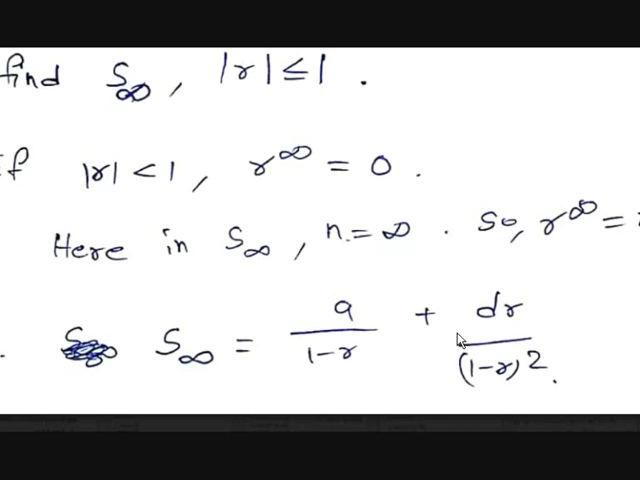 find S∞, |r| ≤ 1.
If |r| < 1, r^∞ = 0.
Here in S∞, n = ∞. So, r^∞ =
S∞ = a/(1-r) + dr/(1-r)^2.